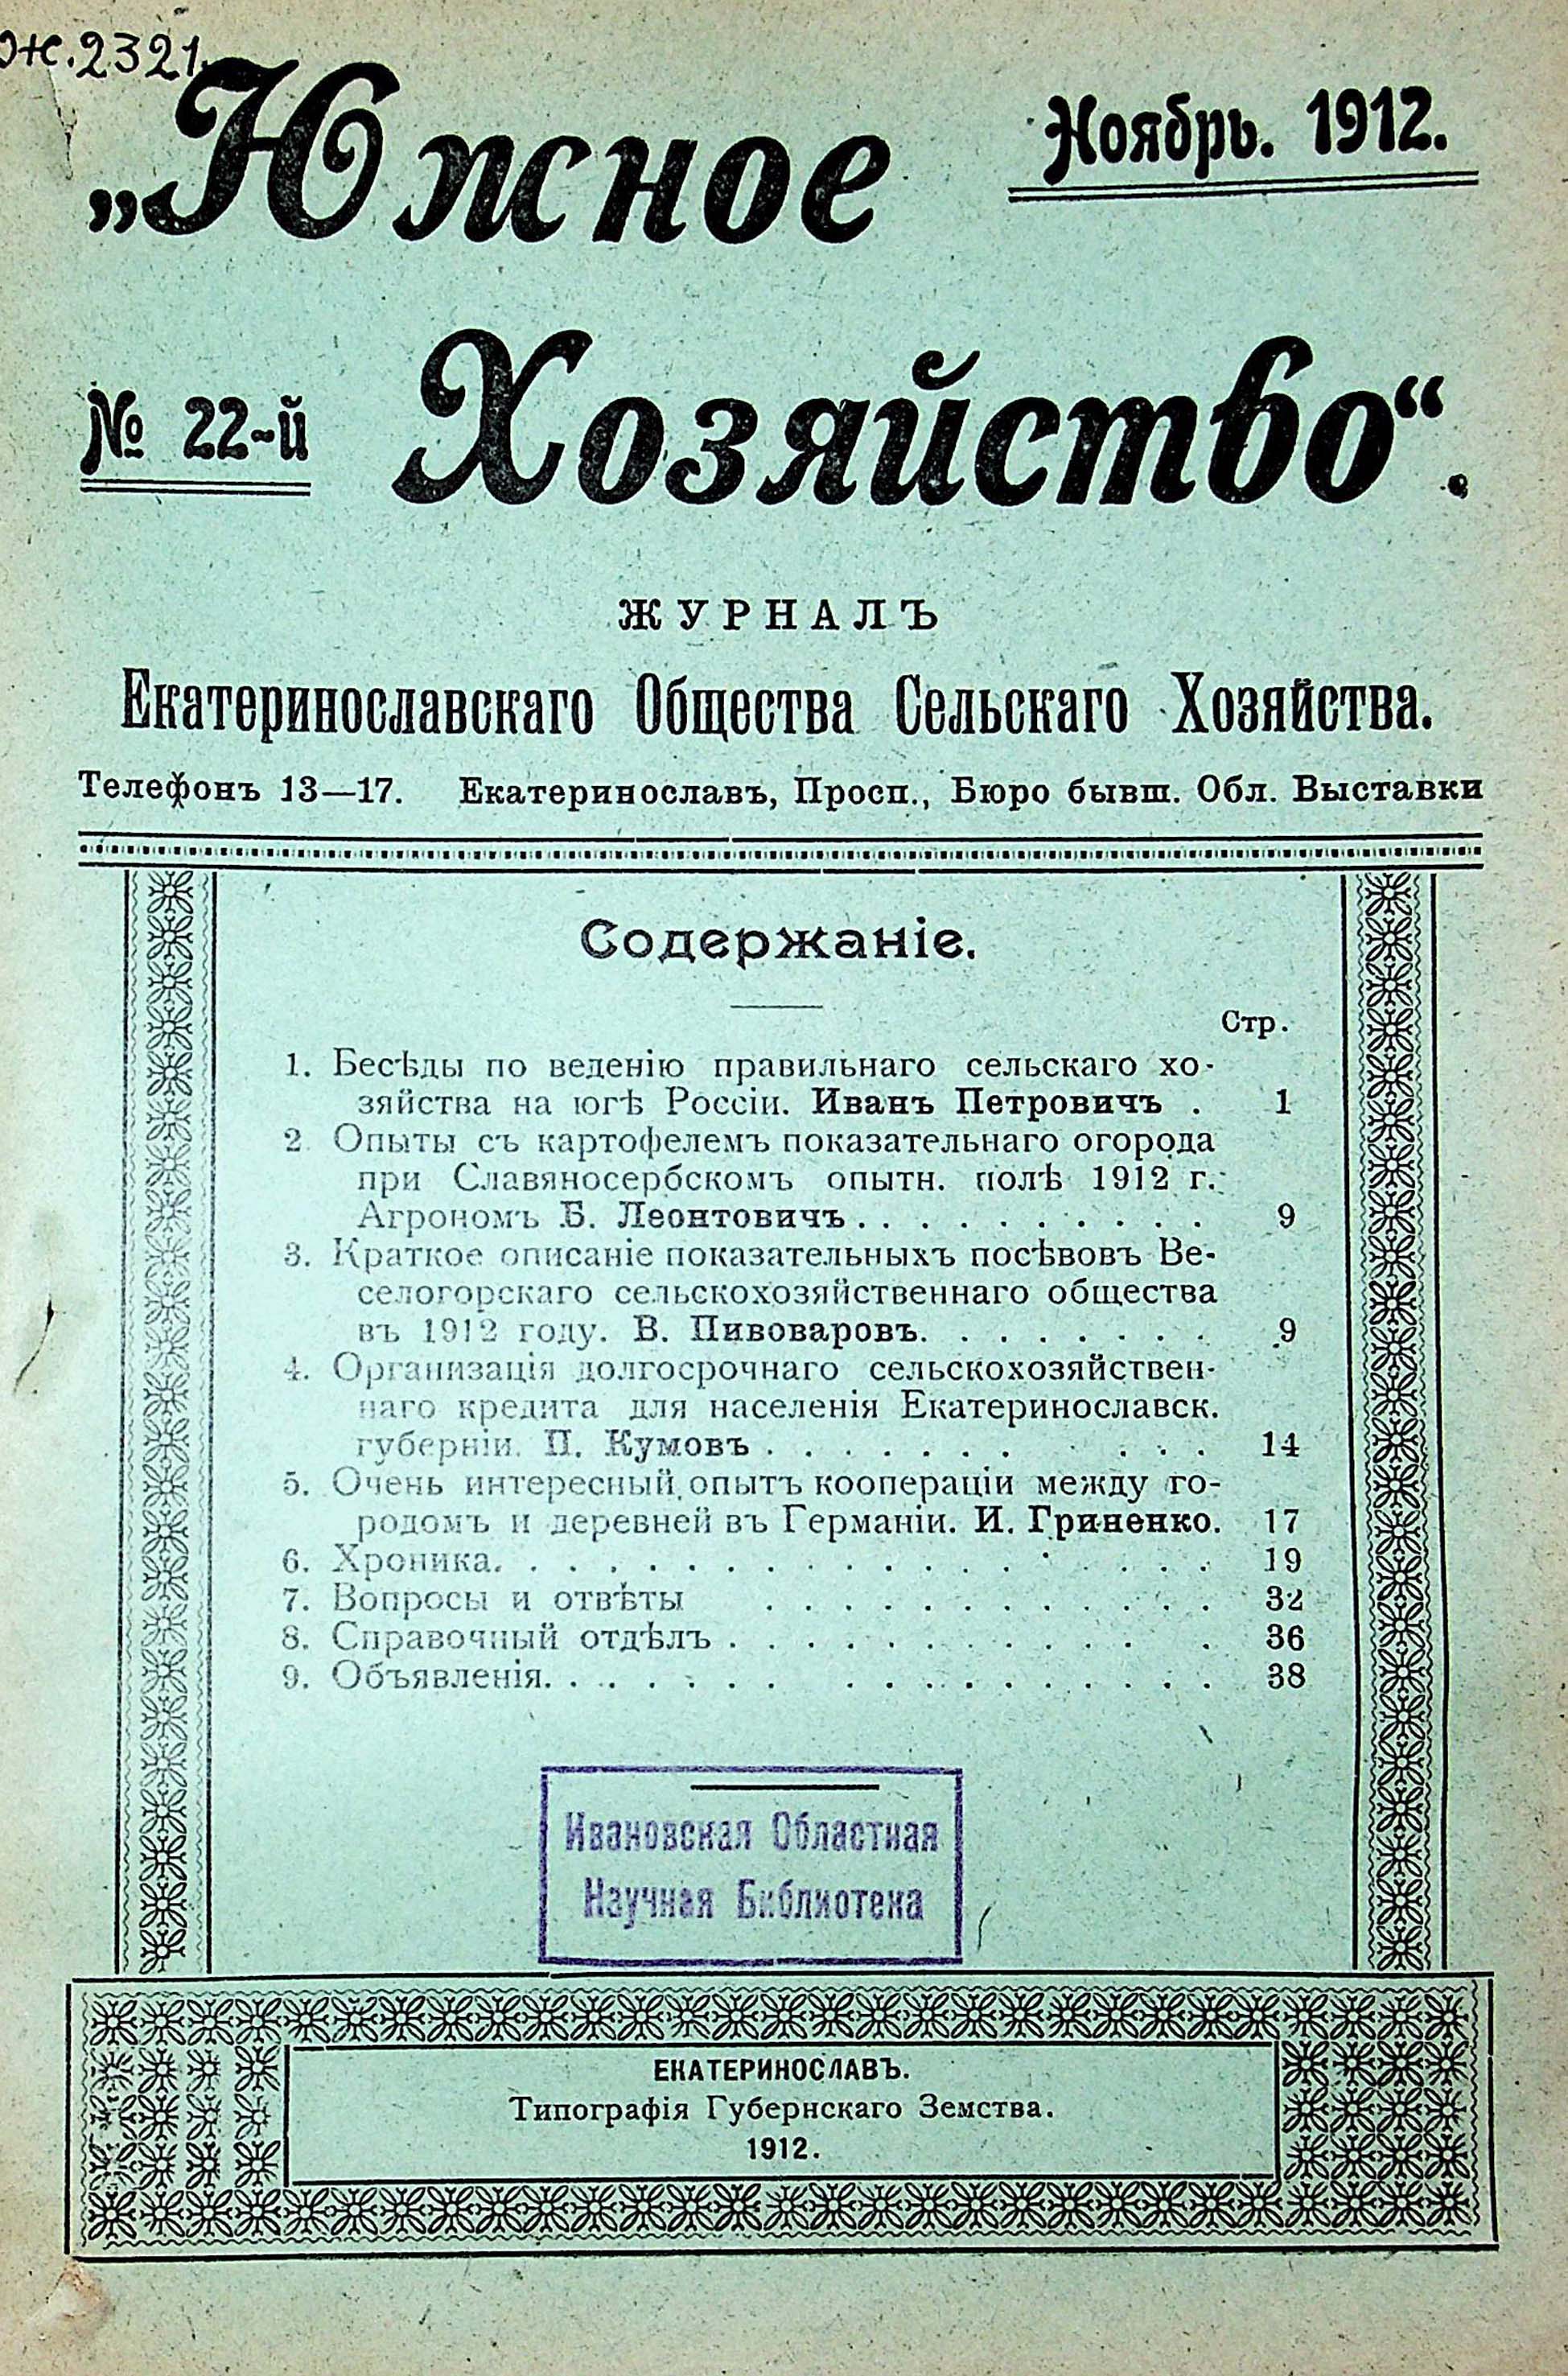 ж.2321.
„Южное
Ноябрь. 1912.
№ 22-й
Хозяйство“.
ЖУРНАЛЪ
Екатеринославскаго Общества Сельскаго Хозяйства.
Телефонъ 13—17. Екатеринославъ, Просп., Бюро бывш. Обл. Выставки
Содержаніе.
Стр.
1. Бесѣды по веденію правильнаго сельскаго хо-
зяйства на югѣ Россіи. Иванъ Петровичъ . 1
2. Опыты съ картофелемъ показательнаго огорода
при Славяносербскомъ опытн. полѣ 1912 г.
Агрономъ Б. Леонтовичъ. . . . . . . . . . 9
3. Краткое описаніе показательныхъ посѣвовъ Ве-
селогорскаго сельскохозяйственнаго общества
въ 1912 году. В. Пивоваровъ. . . . . . . . 9
4. Организація долгосрочнаго сельскохозяйствен-
наго кредита для населенія Екатеринославск.
губерніи. П. Кумовъ . . . . . . . . . . . 14
5. Очень интересный опытъ коопераціи между го-
родомъ и деревней въ Германіи. И. Гриненко. 17
6. Хроника. . . . . . . . . . . . . . . . 19
7. Вопросы и отвѣты . . . . . . . . . . . 32
8. Справочный отдѣлъ . . . . . . . . . . . 36
9. Объявленія. . . . . . . . . . . . . . . 38
Ивановская Областная
Научная Библиотека
ЕКАТЕРИНОСЛАВЪ.
Типографія Губернскаго Земства.
1912.